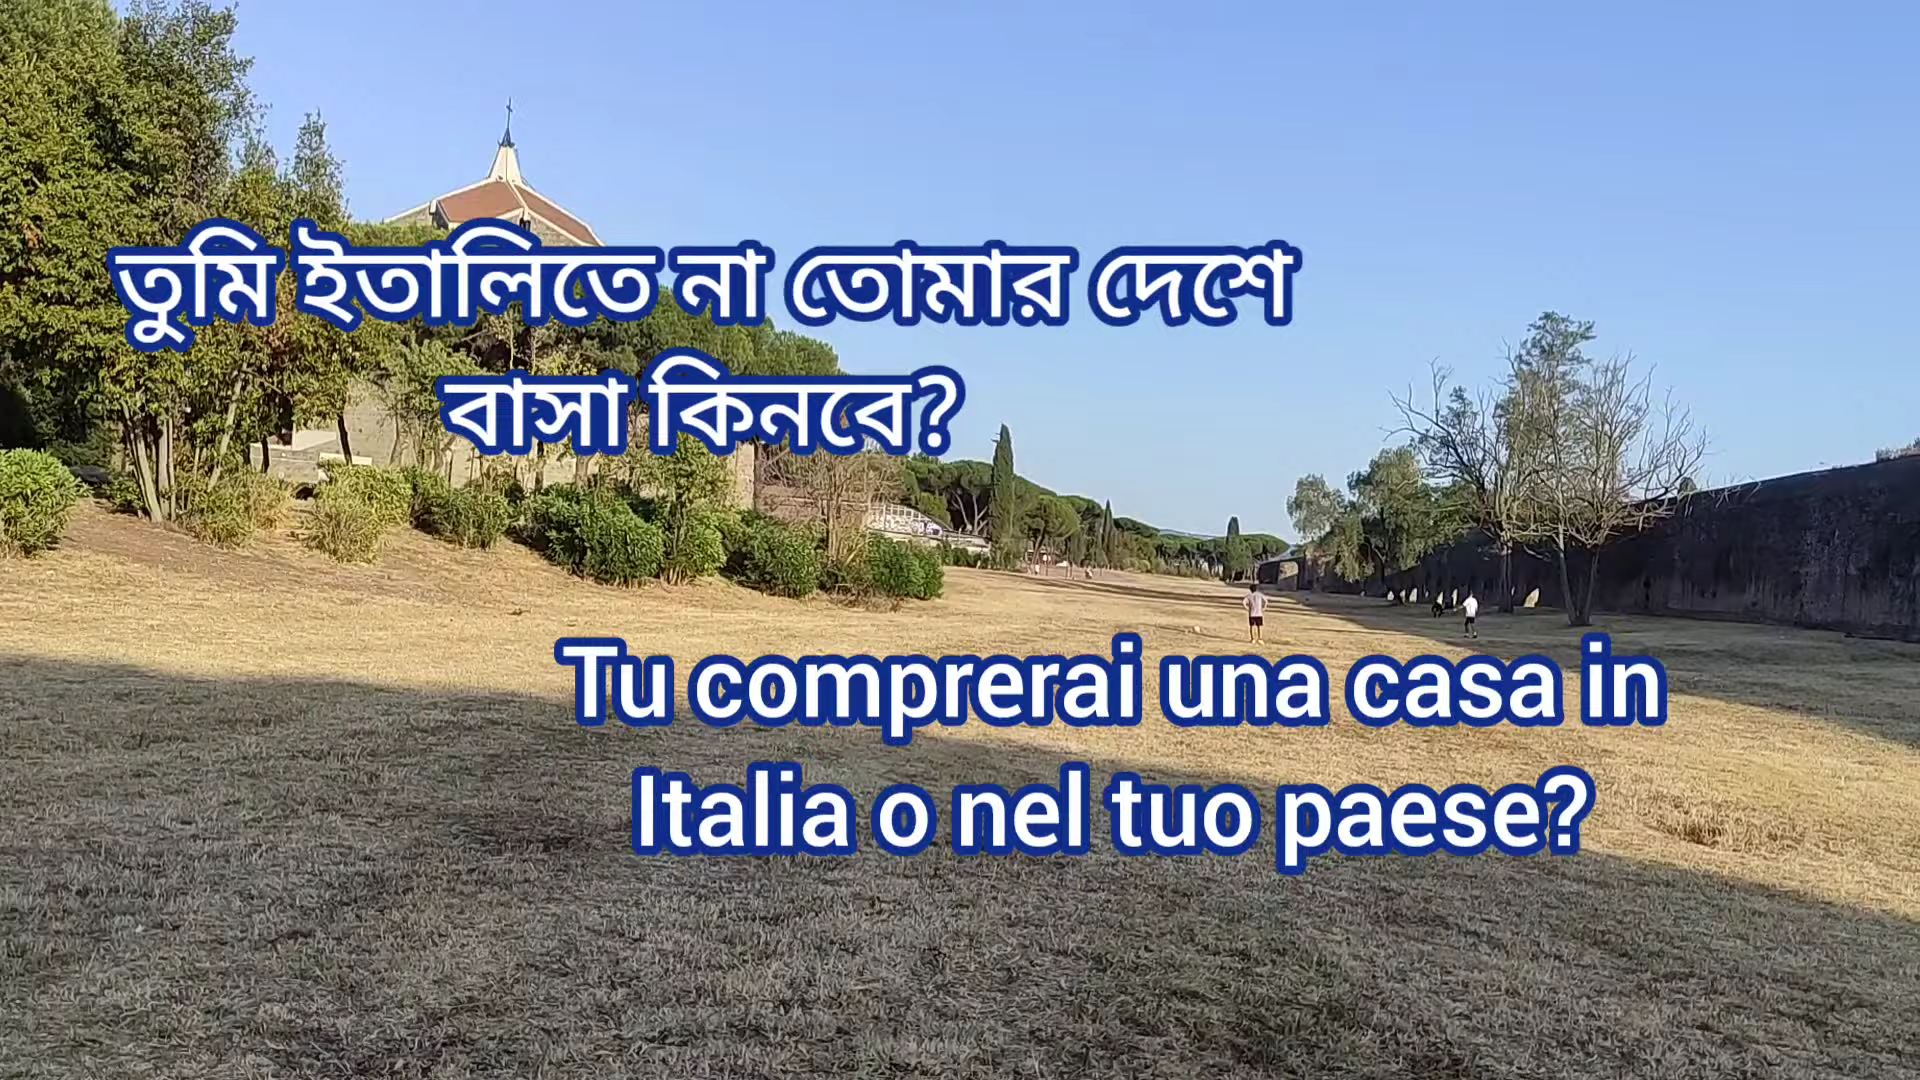 তুমি ইতালিতে না তোমার দেশে
বাসা কিনবে?
Tu comprerai una casa in
Italia o nel tuo paese?